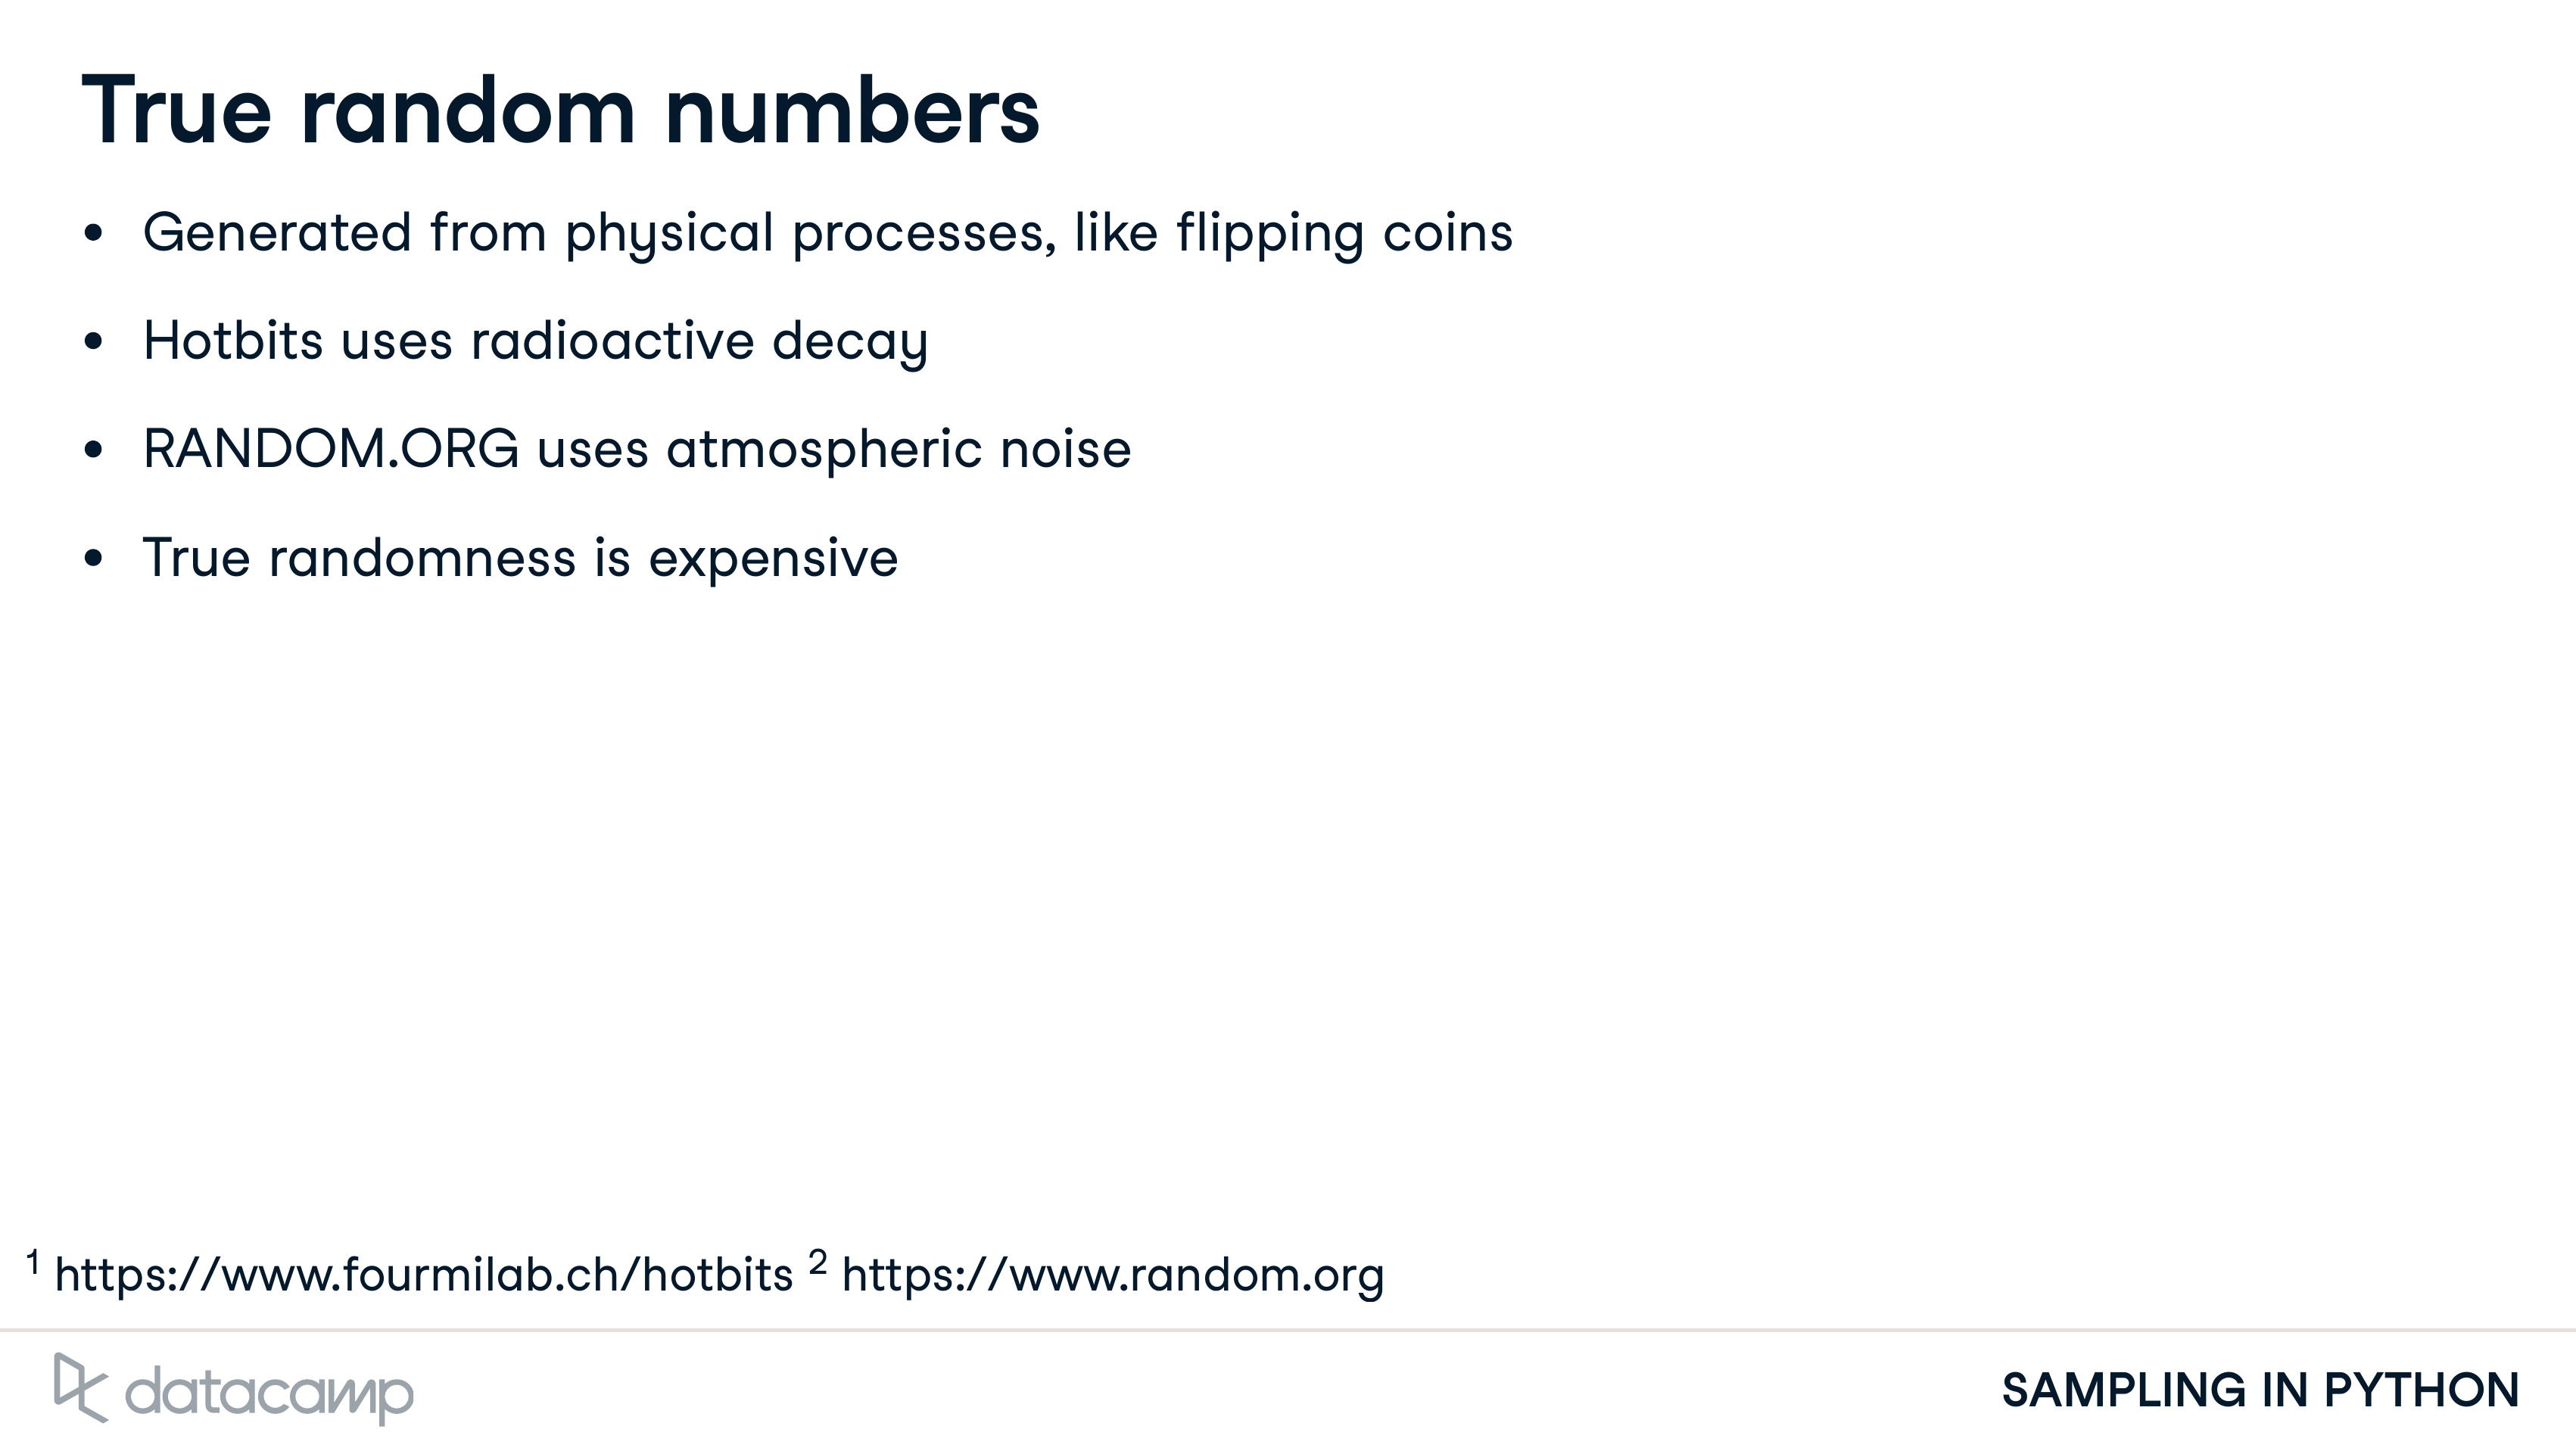 True random numbers
• Generated from physical processes, like flipping coins
• Hotbits uses radioactive decay
• RANDOM.ORG uses atmospheric noise
• True randomness is expensive
1 https://www.fourmilab.ch/hotbits 2 https://www.random.org
datacamp
SAMPLING IN PYTHON